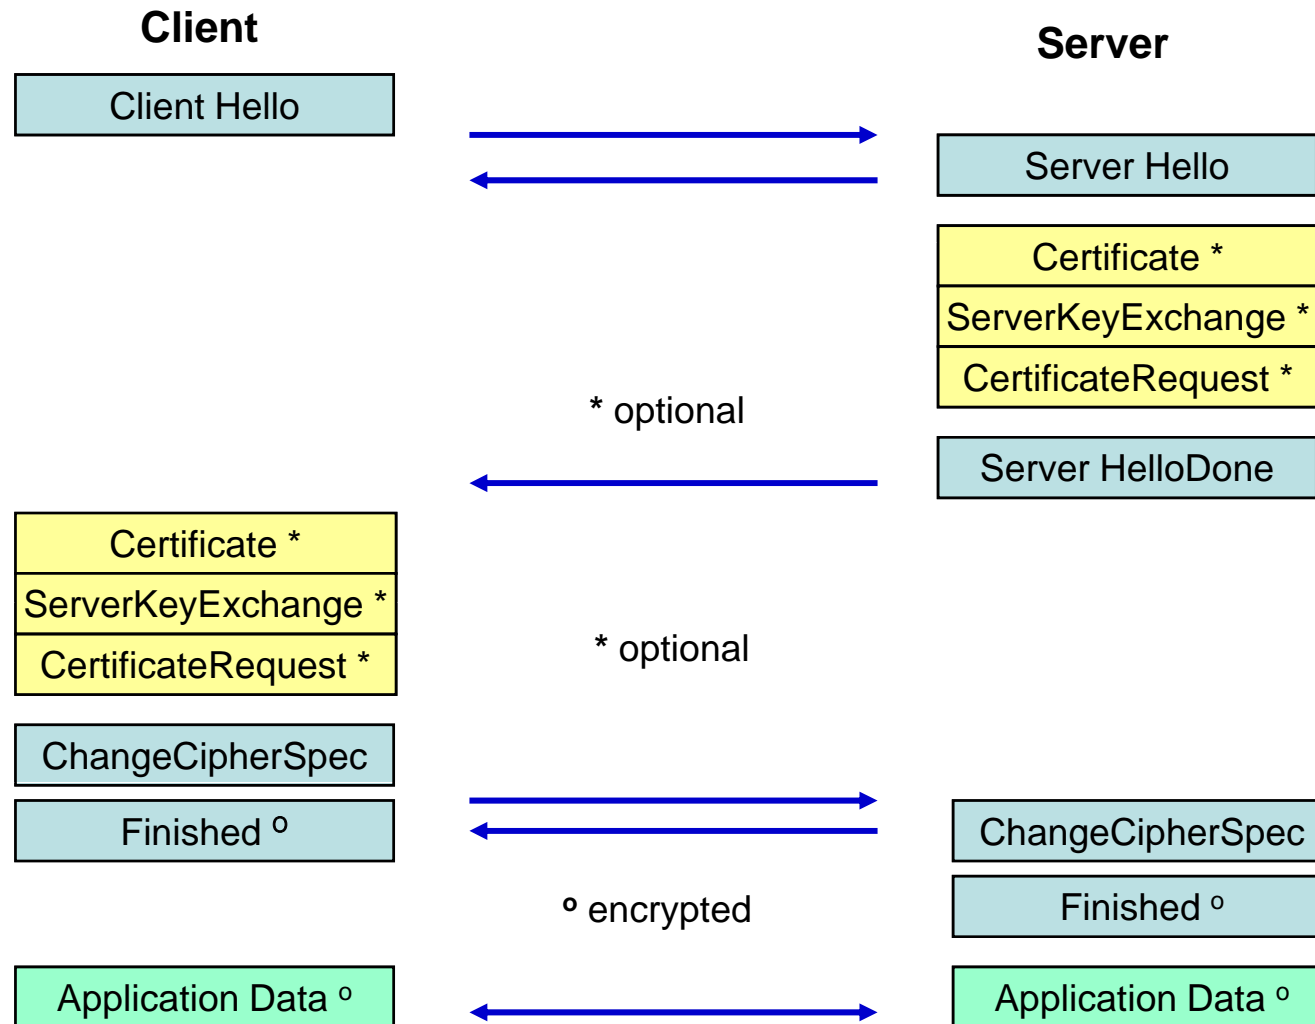 Client
Server
Client Hello
Server Hello
Certificate *
ServerKeyExchange *
CertificateRequest *
* optional
Server HelloDone
Certificate *
ServerKeyExchange *
CertificateRequest *
* optional
ChangeCipherSpec
Finished o
ChangeCipherSpec
o encrypted
Finished o
Application Data o
Application Data o